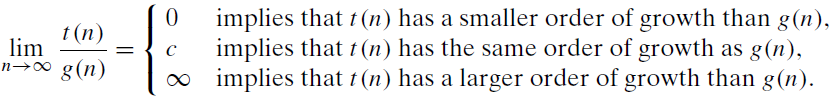 lim n→∞ t(n)/g(n) = { 0 implies that t(n) has a smaller order of growth than g(n),
c implies that t(n) has the same order of growth as g(n),
∞ implies that t(n) has a larger order of growth than g(n).